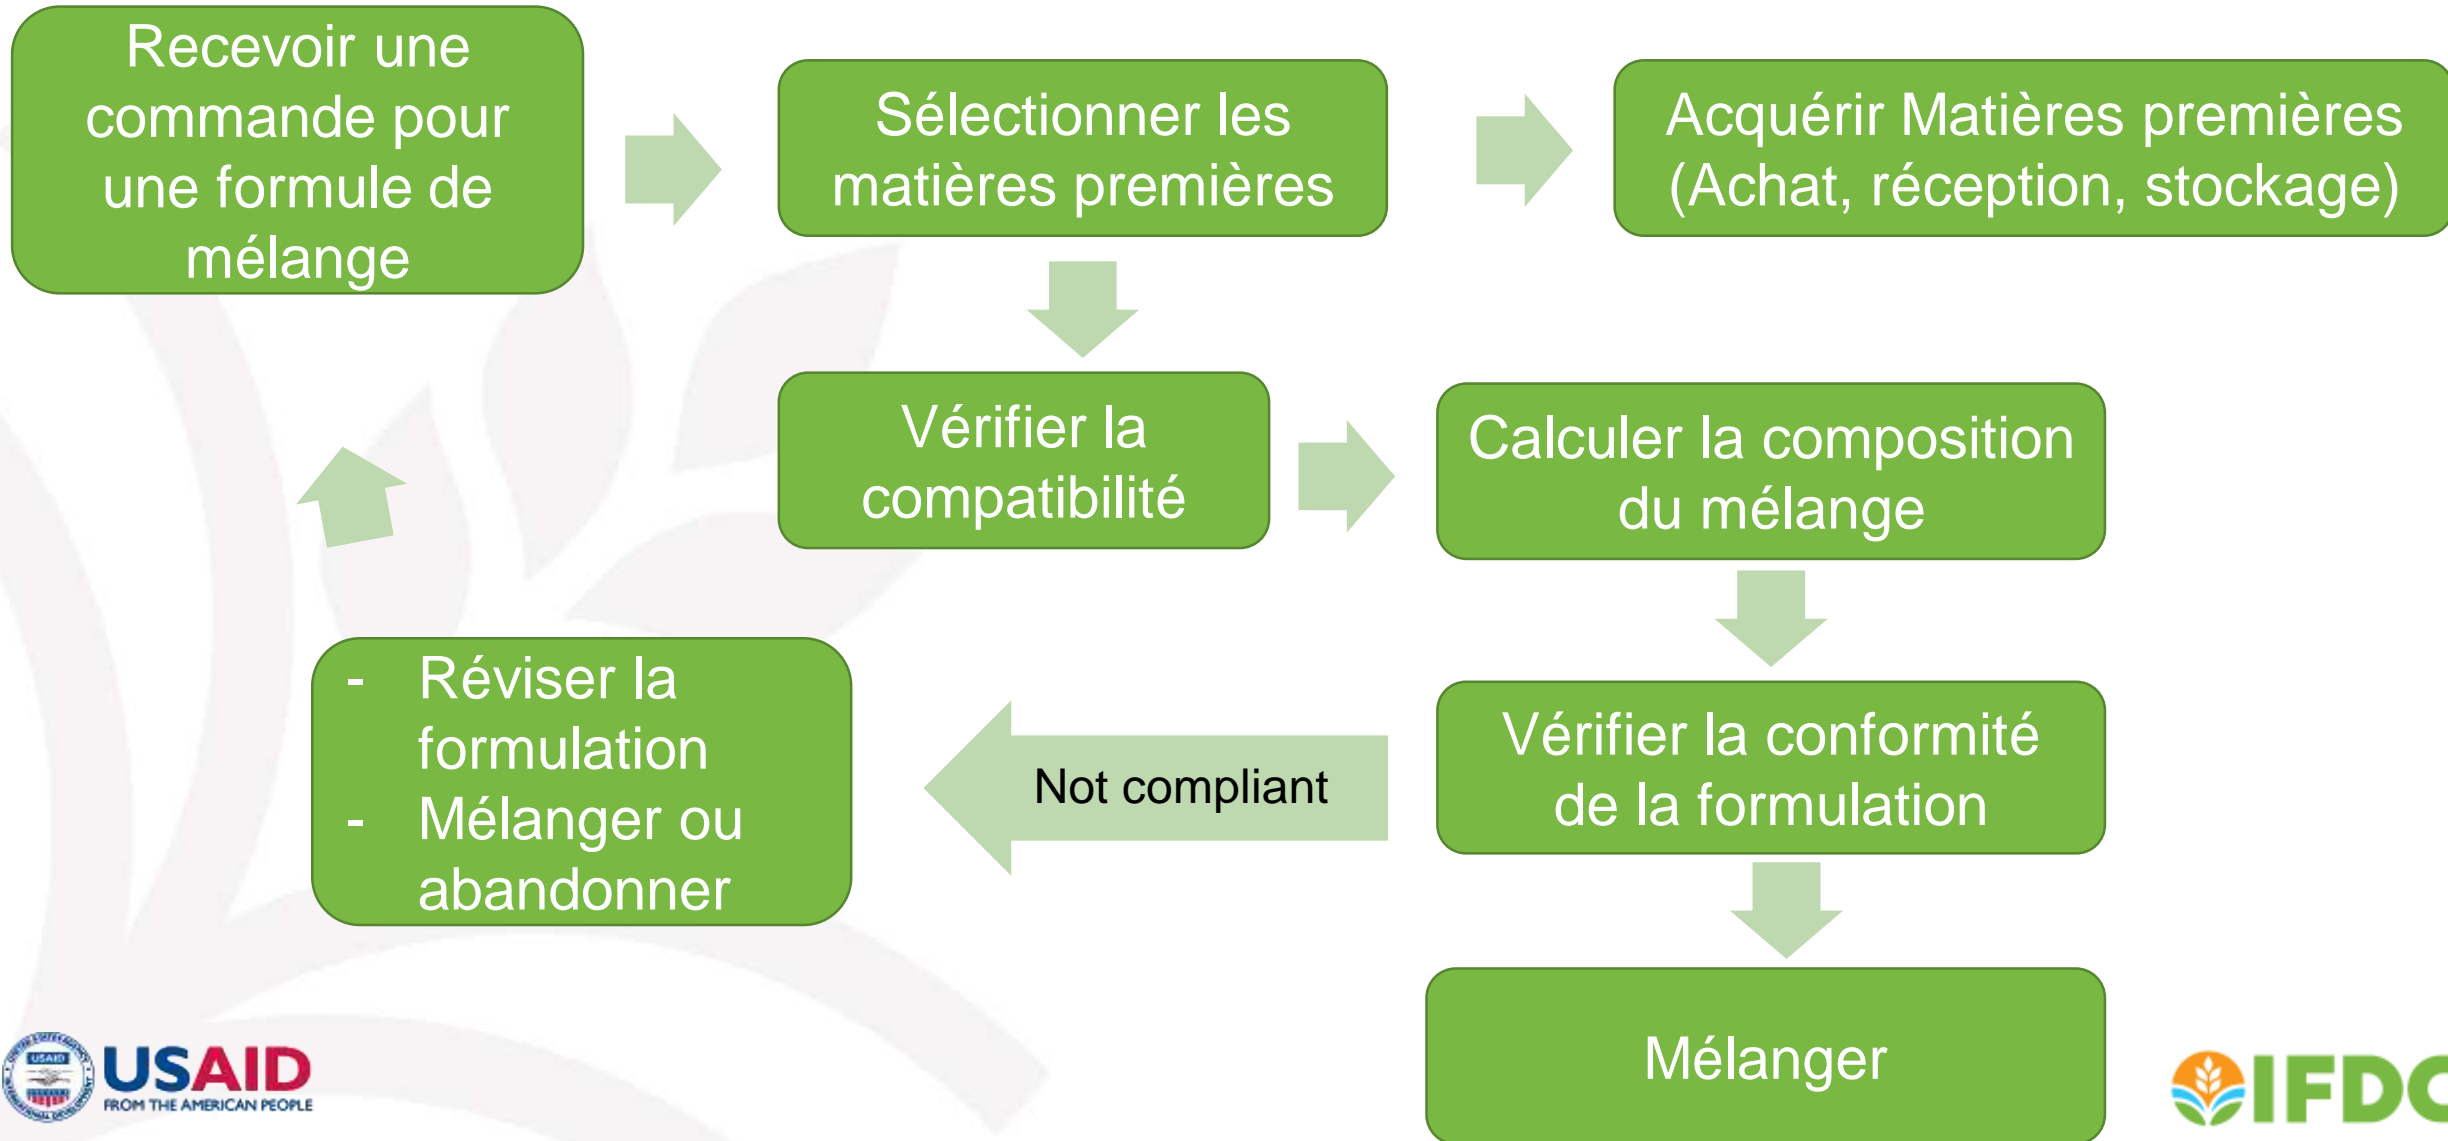 Recevoir une
commande pour
une formule de
mélange
Sélectionner les
matières premières
Acquérir Matières premières
(Achat, réception, stockage)
Vérifier la
compatibilité
Calculer la composition
du mélange
Vérifier la conformité
de la formulation
Not compliant
- Réviser la
formulation
- Mélanger ou
abandonner
Mélanger
USAID
USAID
FROM THE AMERICAN PEOPLE
IFDC